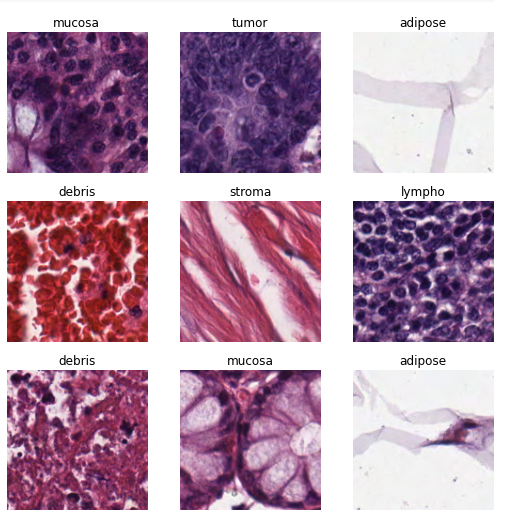 mucosa tumor adipose
debris stroma lympho
debris mucosa adipose